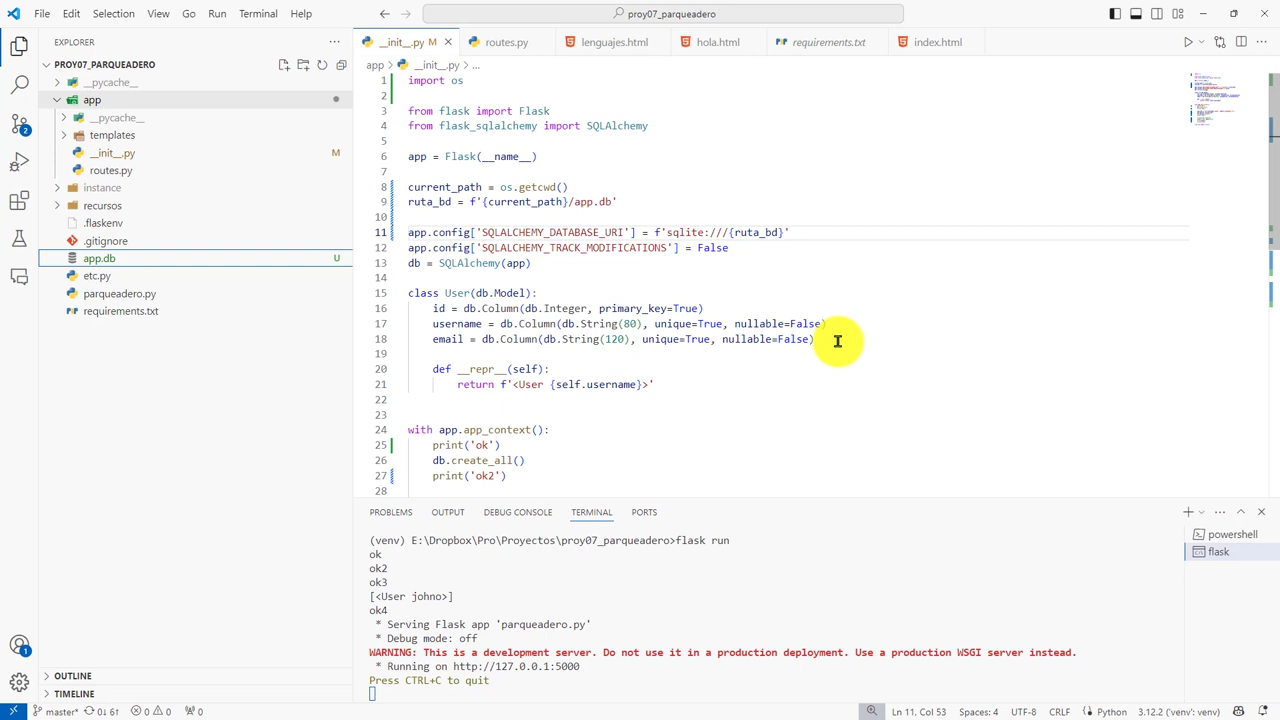 File Edit Selection View Go Run Terminal Help
proy07_parqueadero
EXPLORER
PROY07_PARQUEADERO
__pycache__
app
__pycache__
templates
__init__.py M
routes.py
instance
recursos
.flaskenv
.gitignore
app.db U
etc.py
parqueadero.py
requirements.txt
OUTLINE
TIMELINE
__init__.py M
routes.py
lenguajes.html
hola.html
requirements.txt
index.html
app > __init__.py > ...
1 import os
2
3 from flask import Flask
4 from flask_sqlalchemy import SQLAlchemy
5
6 app = Flask(__name__)
7
8 current_path = os.getcwd()
9 ruta_bd = f'{current_path}/app.db'
10
11 app.config['SQLALCHEMY_DATABASE_URI'] = f'sqlite:///{ruta_bd}'
12 app.config['SQLALCHEMY_TRACK_MODIFICATIONS'] = False
13 db = SQLAlchemy(app)
14
15 class User(db.Model):
16 id = db.Column(db.Integer, primary_key=True)
17 username = db.Column(db.String(80), unique=True, nullable=False)
18 email = db.Column(db.String(120), unique=True, nullable=False)
19
20 def __repr__(self):
21 return f'<User {self.username}>'
22
23
24 with app.app_context():
25 print('ok')
26 db.create_all()
27 print('ok2')
28
PROBLEMS OUTPUT DEBUG CONSOLE TERMINAL PORTS
(venv) E:\Dropbox\Pro\Proyectos\proy07_parqueadero>flask run
ok
ok2
ok3
[<User johno>]
ok4
* Serving Flask app 'parqueadero.py'
* Debug mode: off
WARNING: This is a development server. Do not use it in a production deployment. Use a production WSGI server instead.
* Running on http://127.0.0.1:5000
Press CTRL+C to quit
powershell
flask
2
1
master* 0↓ 6↑ 0 0 0
Ln 11, Col 53 Spaces: 4 UTF-8 CRLF Python 3.12.2 ('venv': venv)